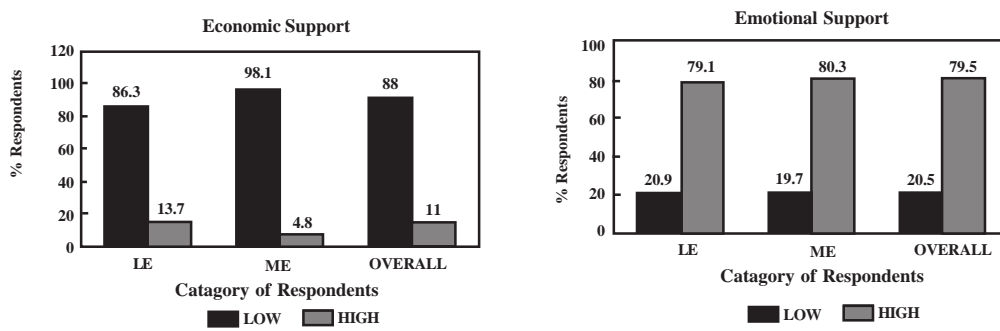 Economic Support
% Respondents
120
100
80
60
40
20
0
86.3
13.7
98.1
4.8
88
11
LE
ME
OVERALL
Catagory of Respondents
LOW
HIGH
Emotional Support
% Respondents
100
80
60
40
20
0
20.9
79.1
19.7
80.3
20.5
79.5
LE
ME
OVERALL
Catagory of Respondents
LOW
HIGH